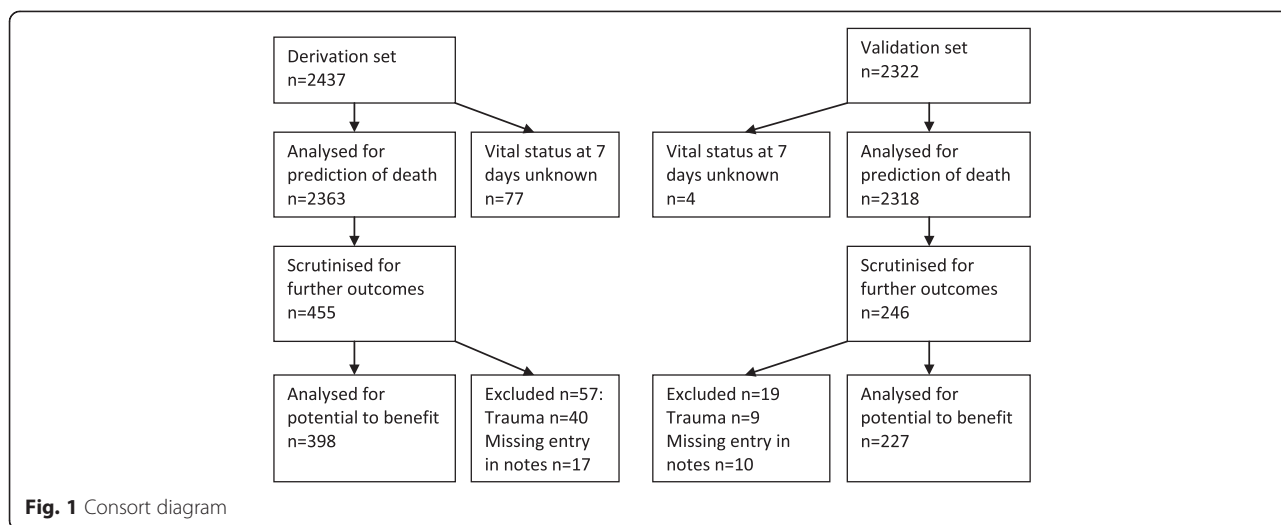 Derivation set
n=2437
Validation set
n=2322
Analysed for
prediction of death
n=2363
Vital status at 7
days unknown
n=77
Vital status at 7
days unknown
n=4
Analysed for
prediction of death
n=2318
Scrutinised for
further outcomes
n=455
Scrutinised for
further outcomes
n=246
Analysed for
potential to benefit
n=398
Excluded n=57:
Trauma n=40
Missing entry
in notes n=17
Excluded n=19
Trauma n=9
Missing entry in
notes n=10
Analysed for
potential to benefit
n=227
Fig. 1 Consort diagram